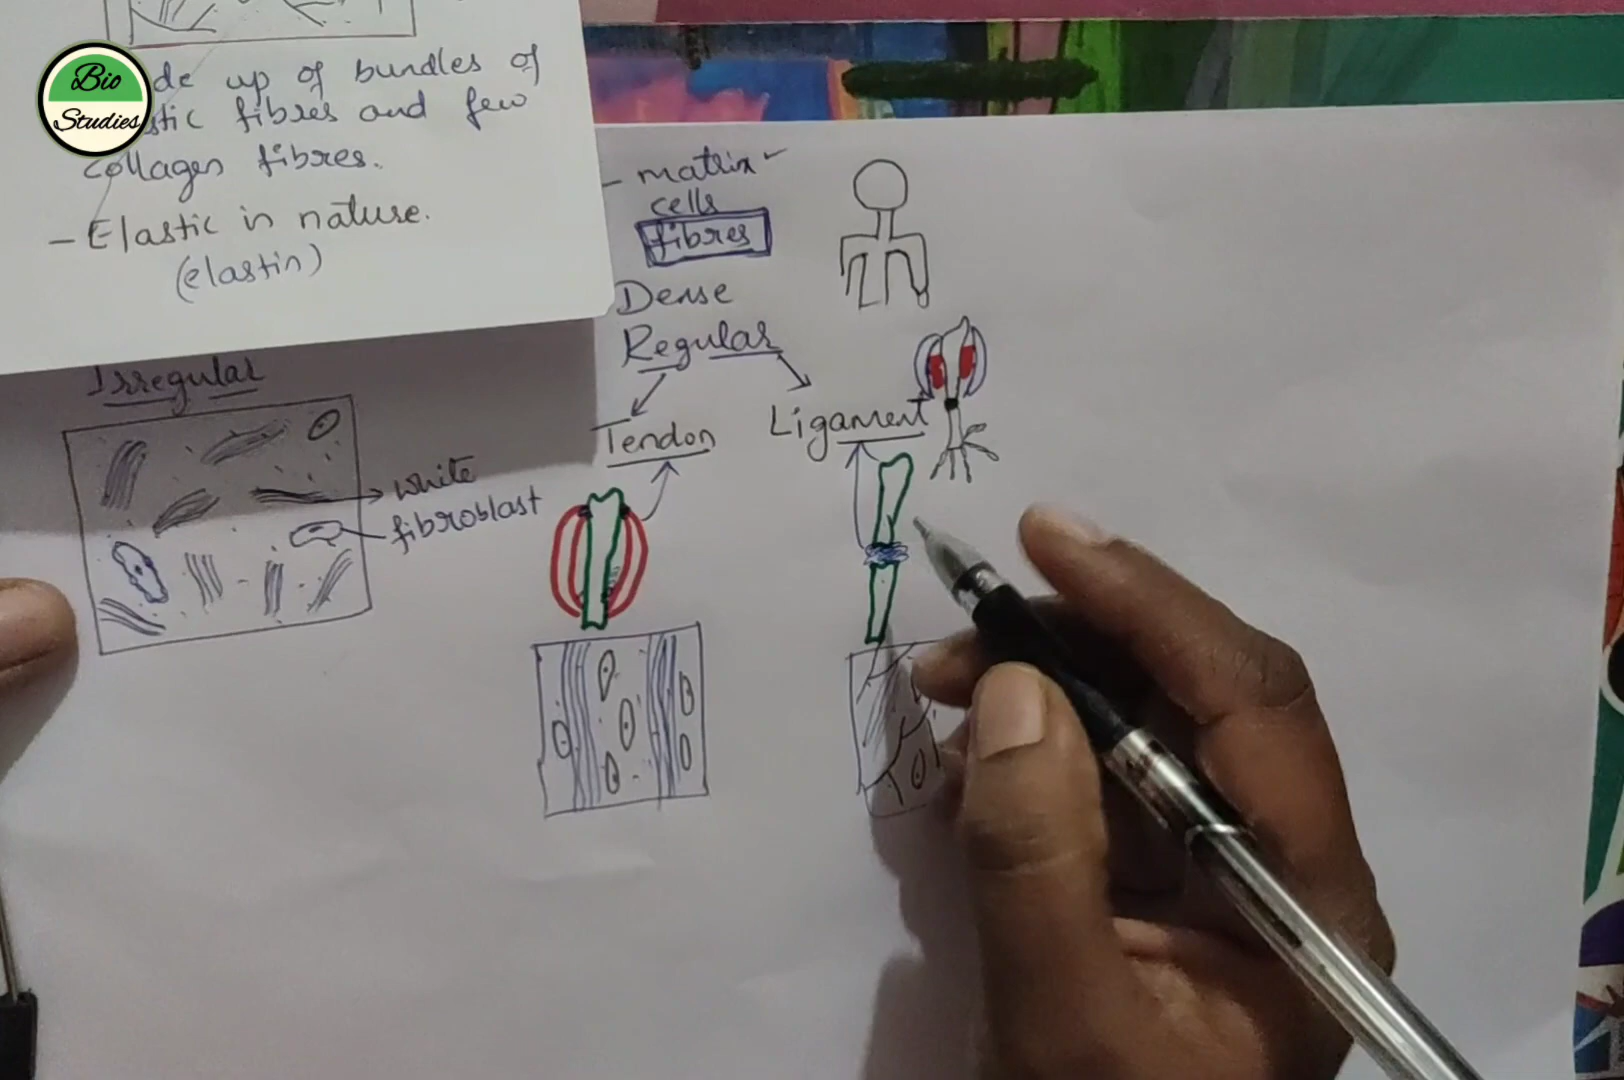 Bio
Studies
de up of bundles of
stic fibres and few
collagen fibres.
- Elastic in nature.
(elastin)
- matrix
cells
fibres
Dense
Regular
Irregular
Tendon
Ligament
white
fibroblast